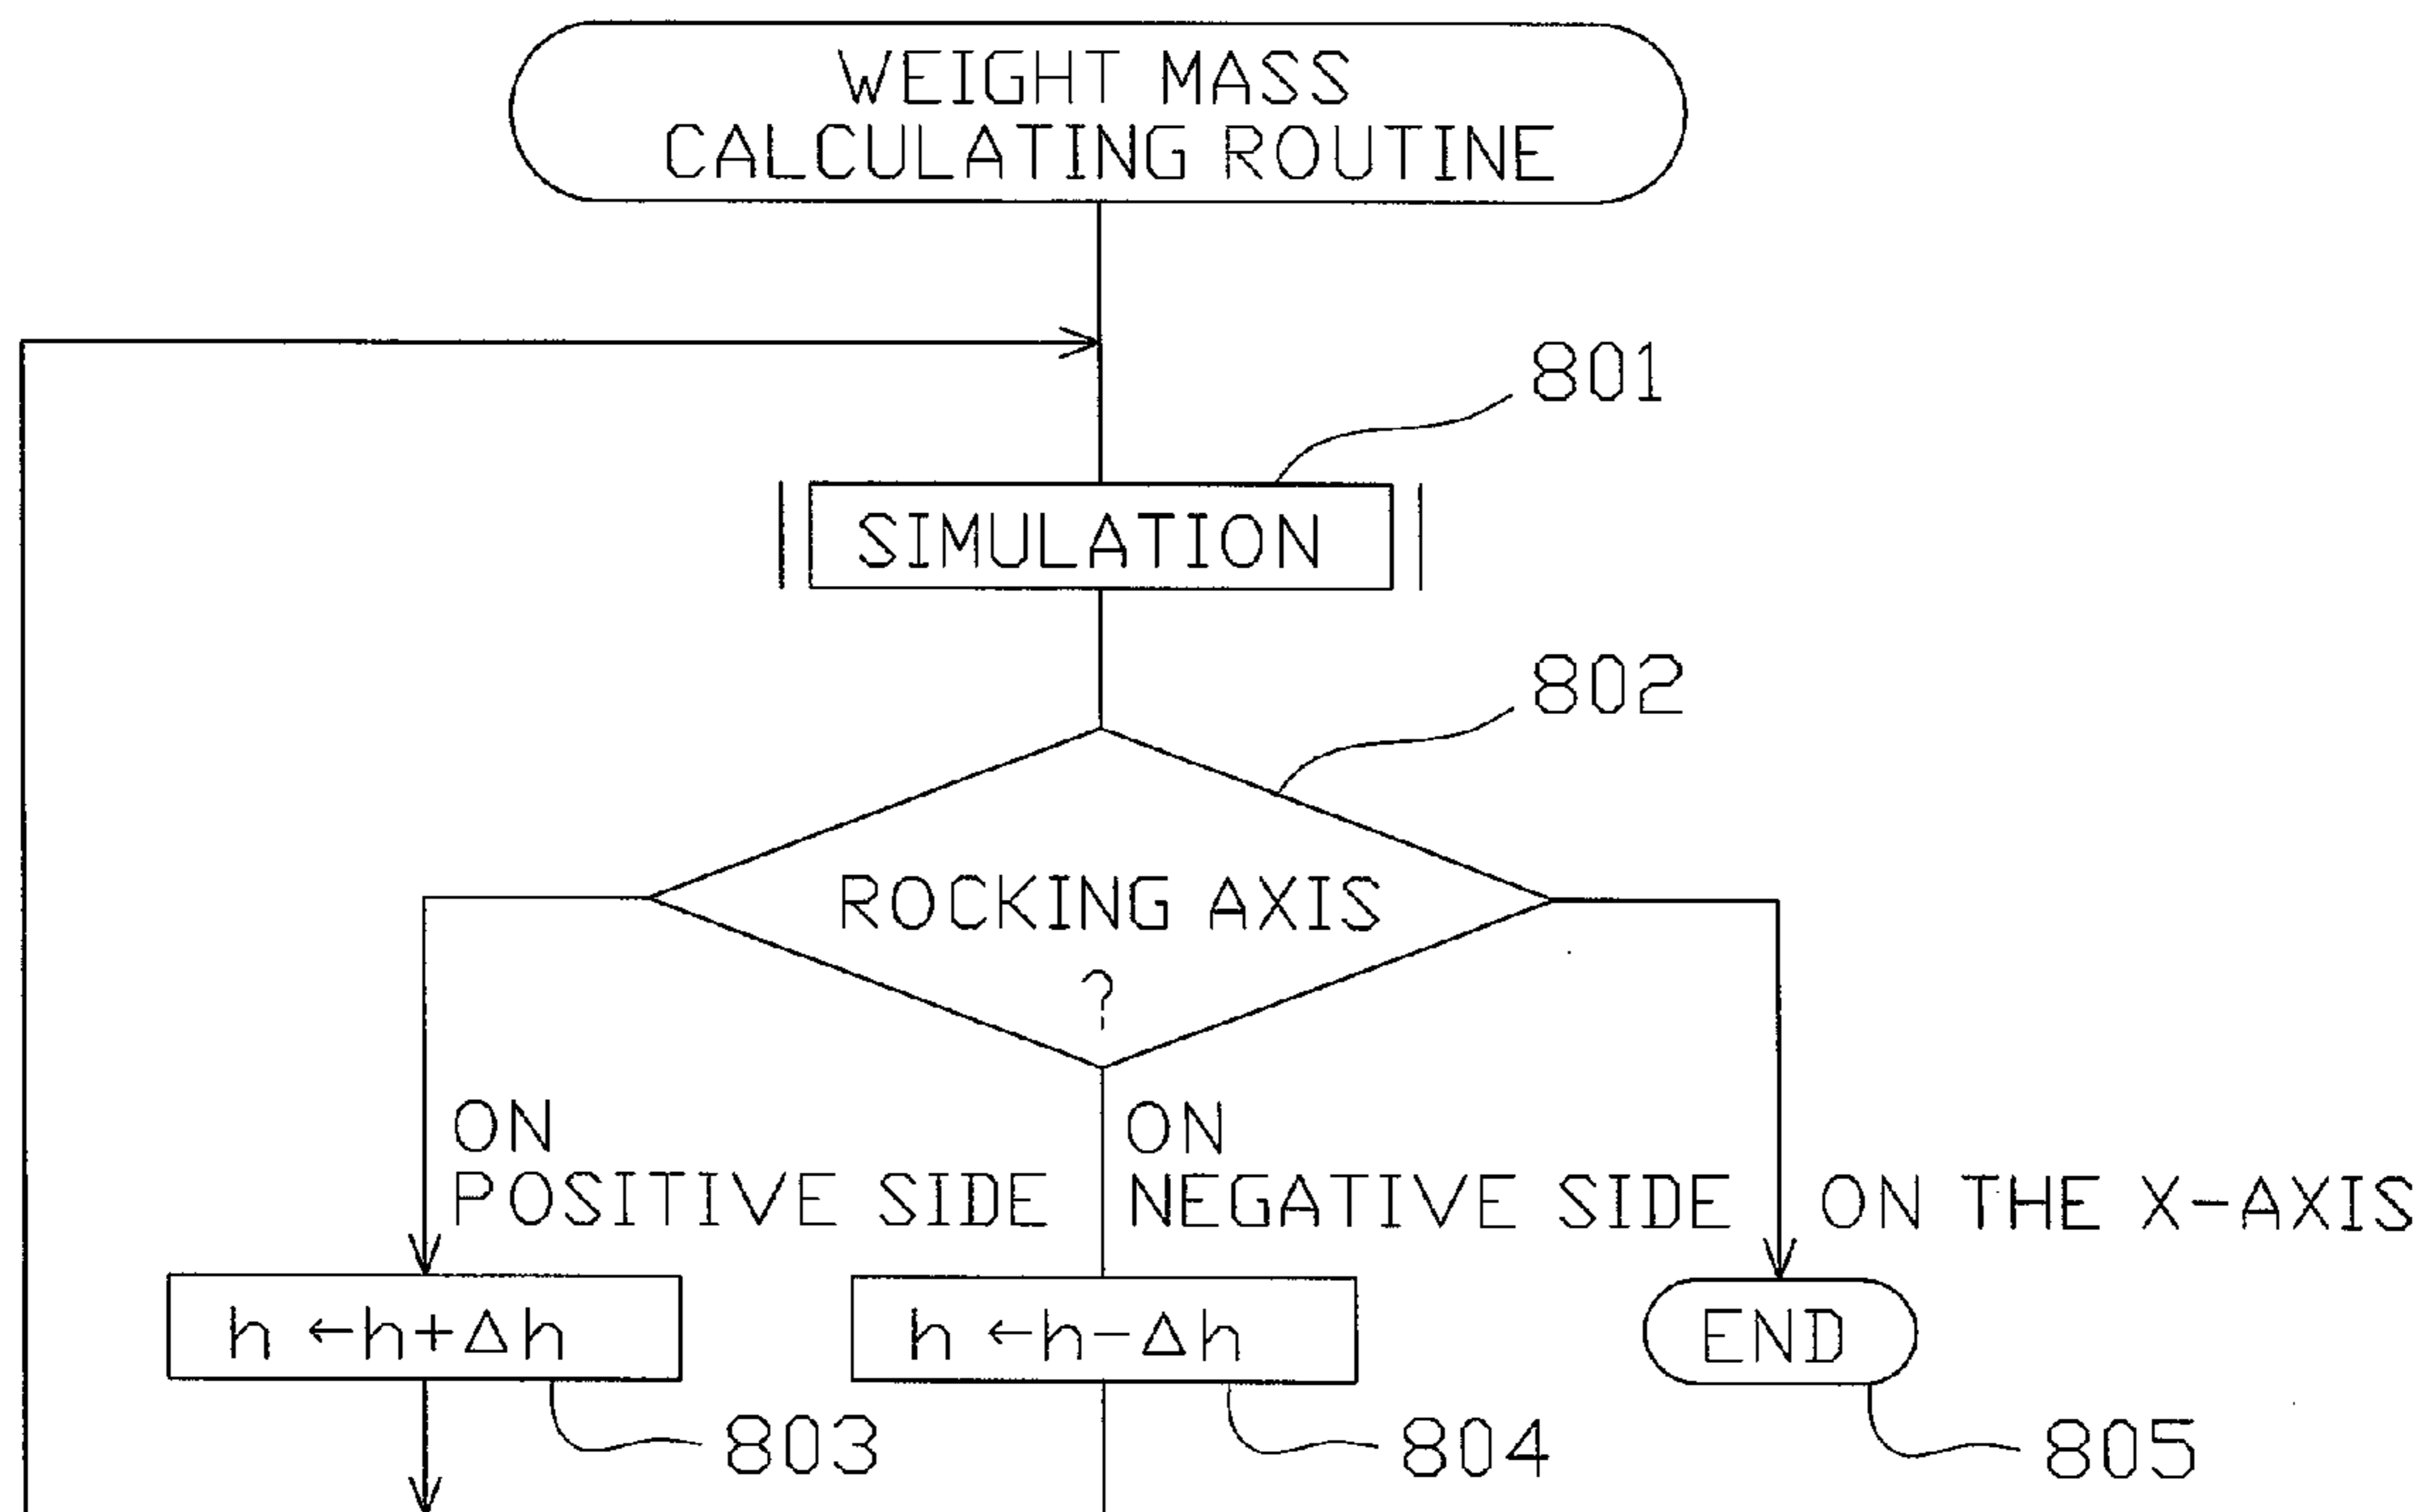 WEIGHT MASS
CALCULATING ROUTINE
801
SIMULATION
802
ROCKING AXIS
?
ON
POSITIVE SIDE
ON
NEGATIVE SIDE
ON THE X-AXIS
h ←h+Δh
h ←h-Δh
END
803
804
805